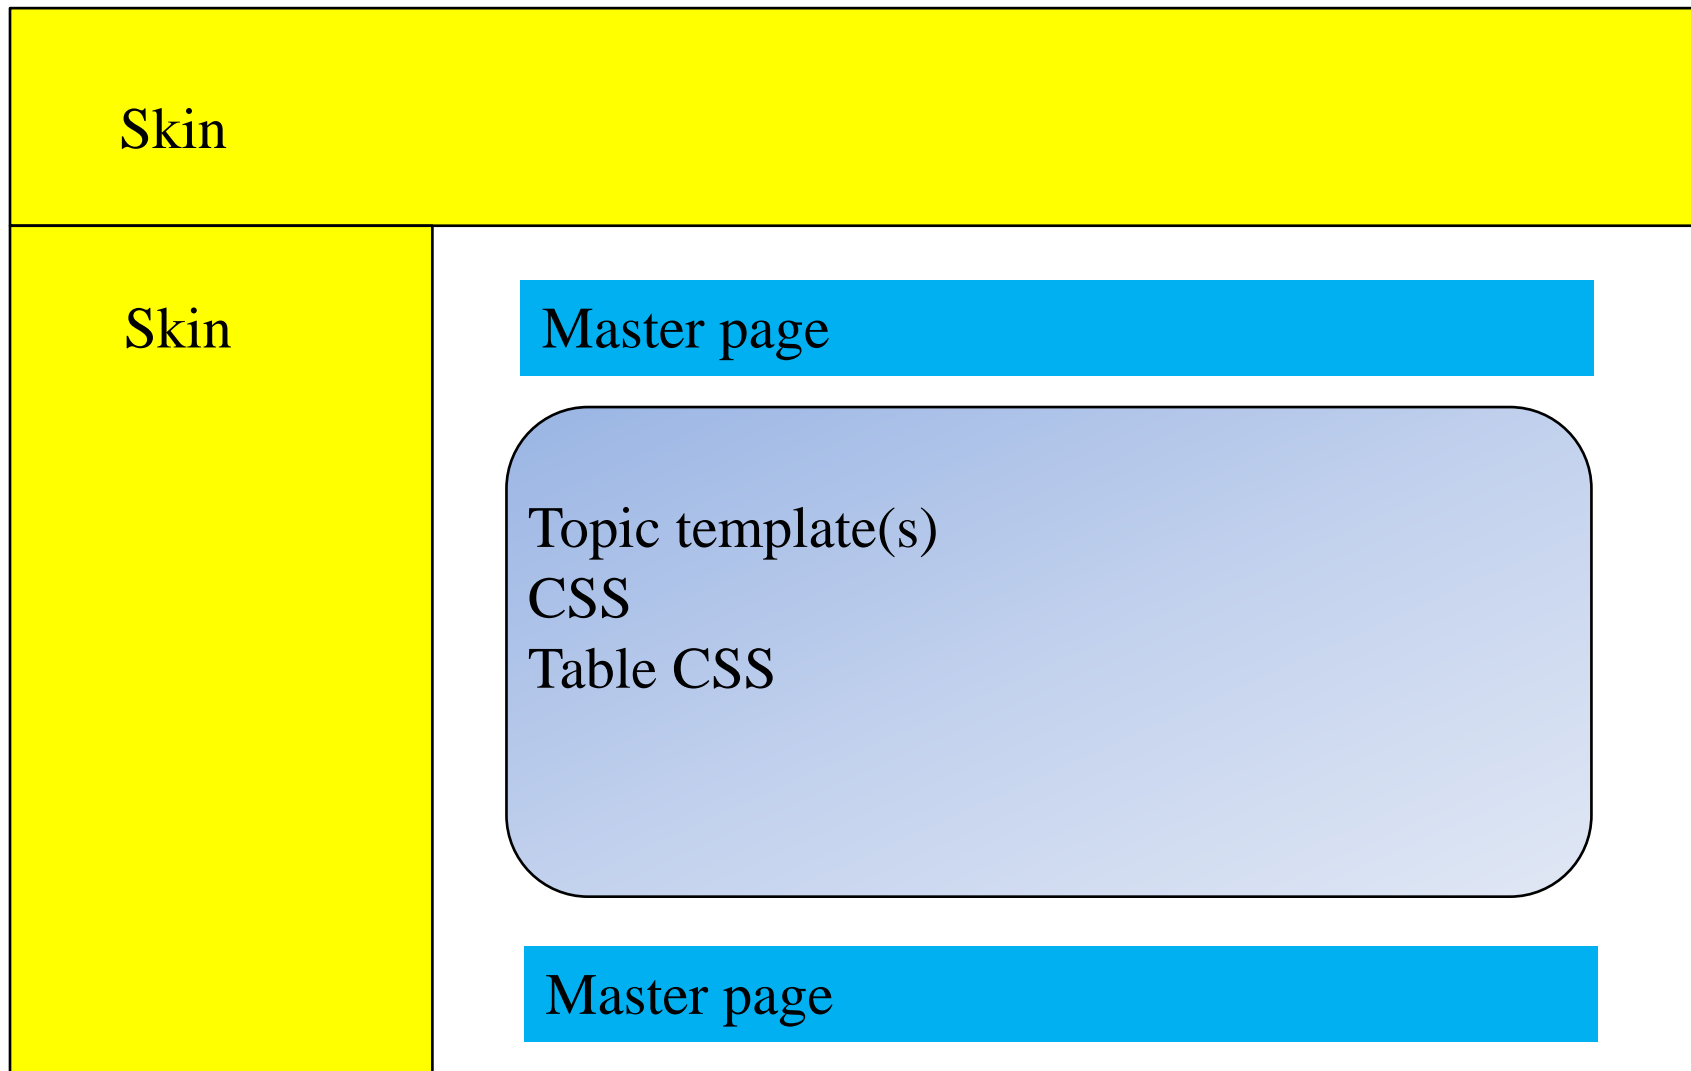 Skin
Skin
Master page
Topic template(s)
CSS
Table CSS
Master page